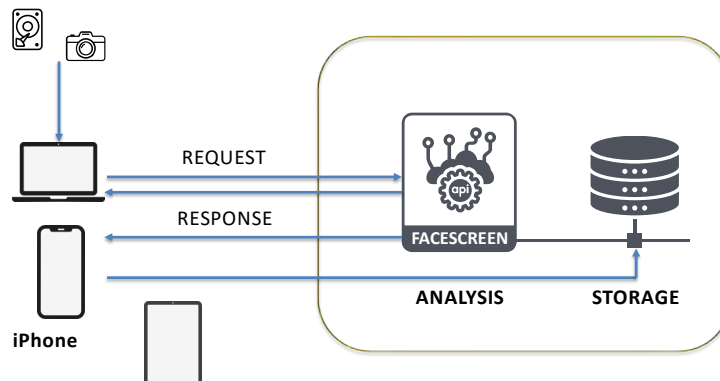 REQUEST
api
RESPONSE
FACESCREEN
ANALYSIS
STORAGE
iPhone